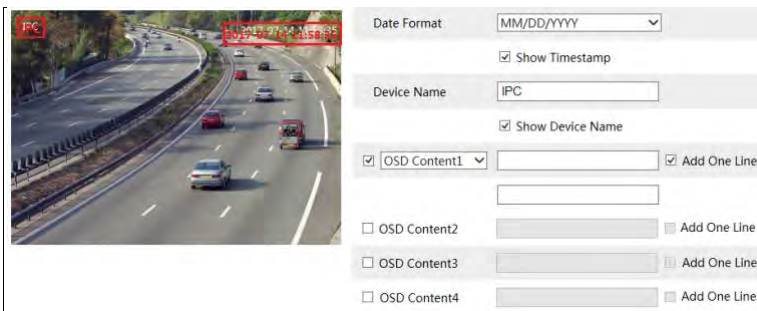 IPC
2017-07-14 11:58:35
Date Format
MM/DD/YYYY
Show Timestamp
Device Name
IPC
Show Device Name
OSD Content1
Add One Line
OSD Content2
Add One Line
OSD Content3
Add One Line
OSD Content4
Add One Line